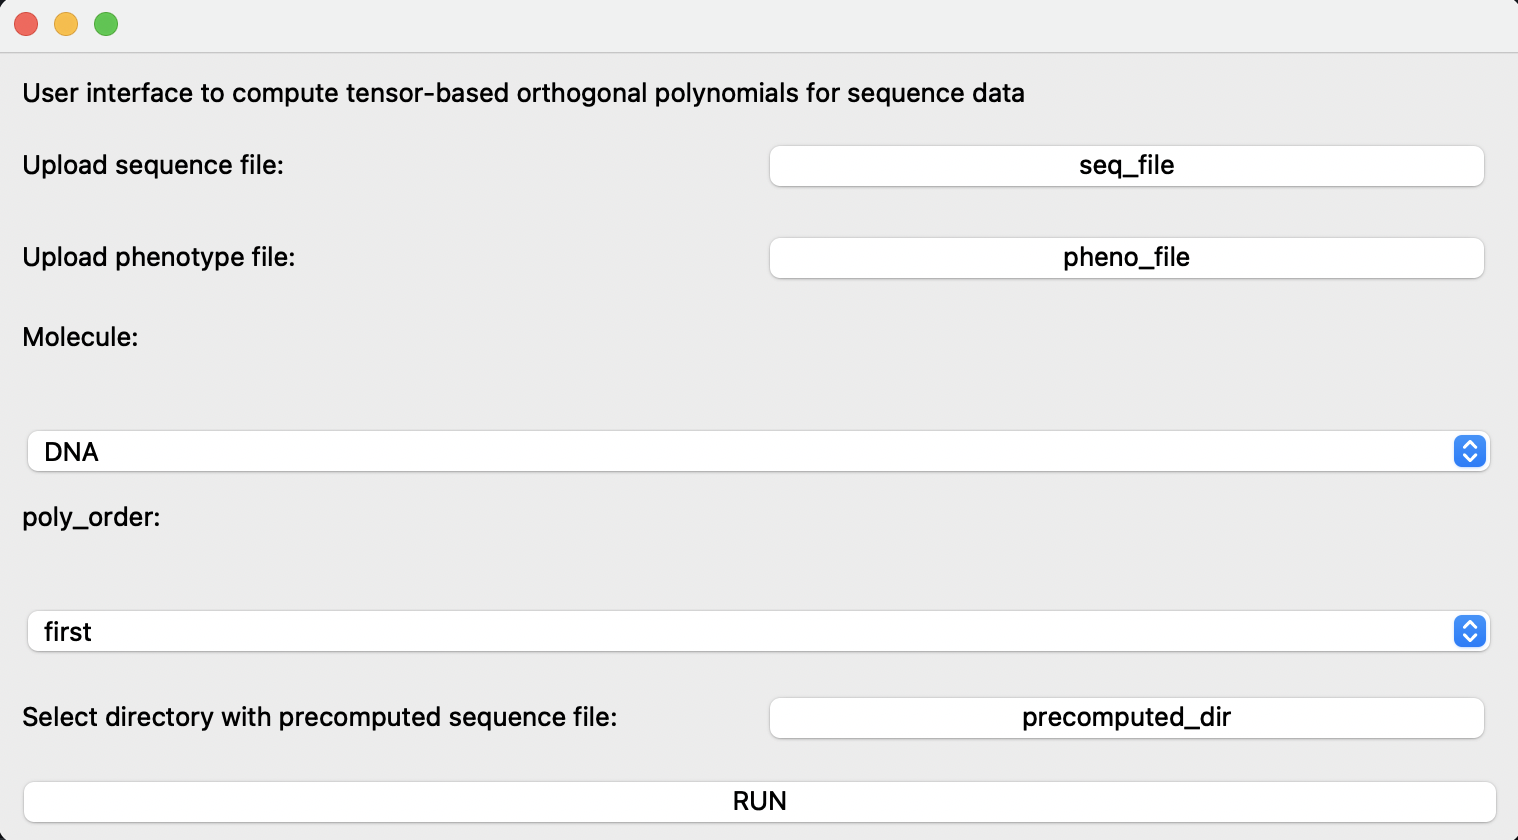 User interface to compute tensor-based orthogonal polynomials for sequence data
Upload sequence file:
seq_file
Upload phenotype file:
pheno_file
Molecule:
DNA
poly_order:
first
Select directory with precomputed sequence file:
precomputed_dir
RUN